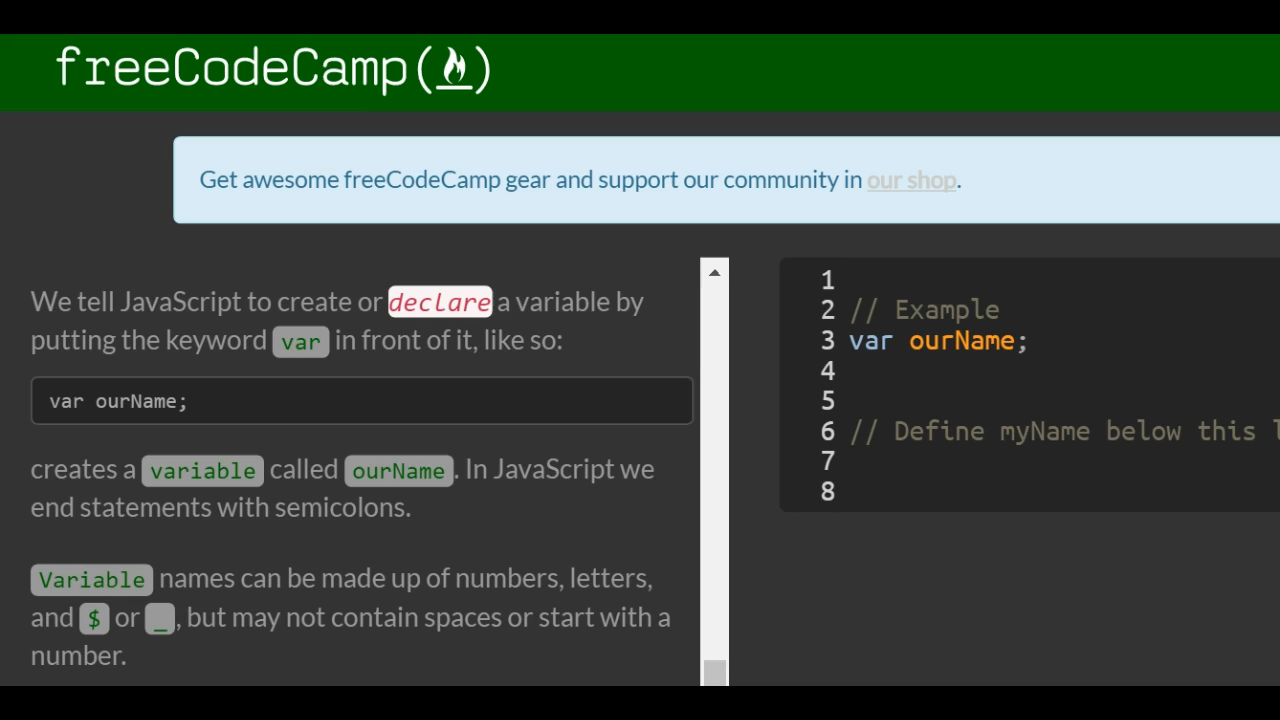 freeCodeCamp()
Get awesome freeCodeCamp gear and support our community in our shop.
We tell JavaScript to create or declare a variable by
putting the keyword var in front of it, like so:
var ourName;
creates a variable called ourName. In JavaScript we
end statements with semicolons.
Variable names can be made up of numbers, letters,
and $ or _, but may not contain spaces or start with a
number.
1
2 // Example
3 var ourName;
4
5
6 // Define myName below this
7
8